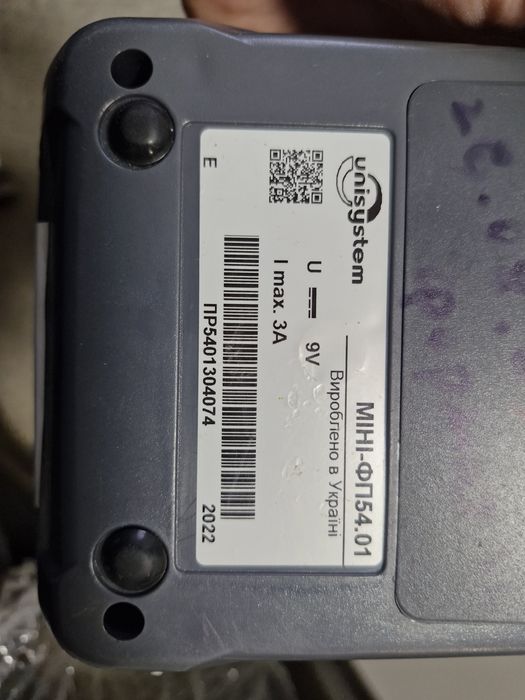 unisystem
МІНІ-ФП54.01
Вироблено в Україні
U 9V
I max. 3A
ПР5401304074
E 2022